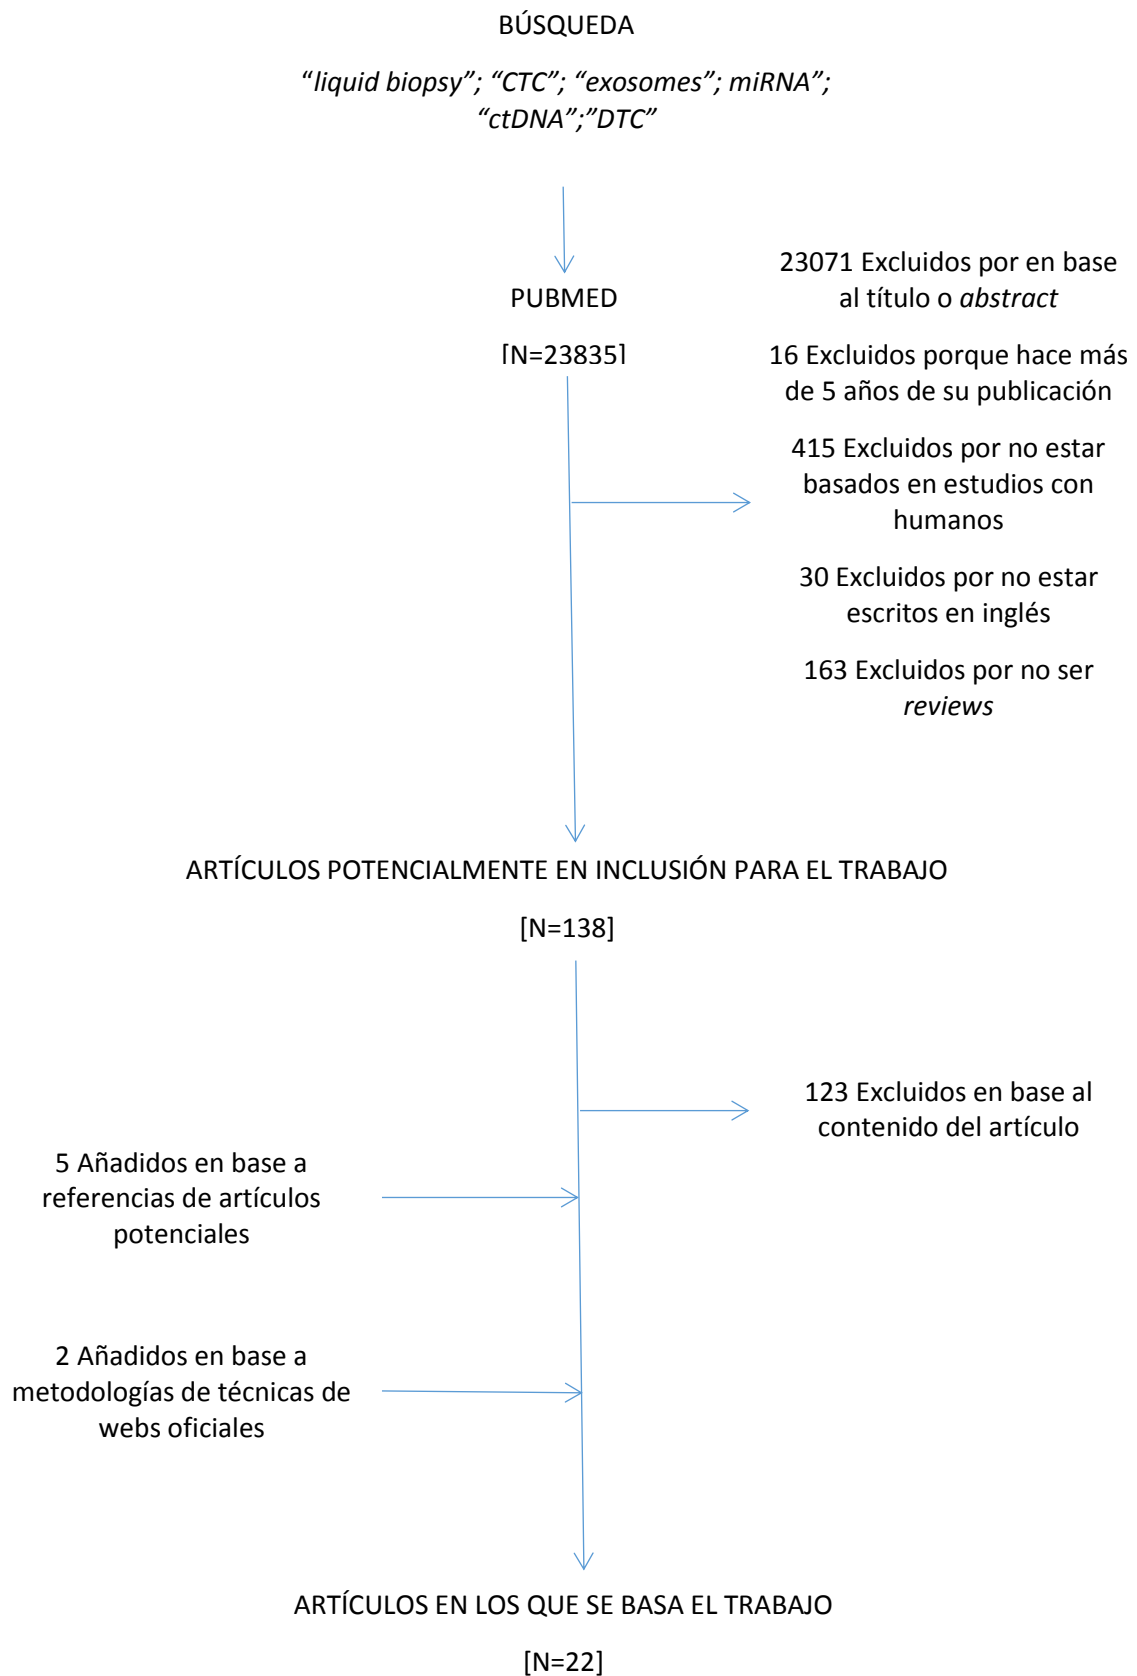 BÚSQUEDA
“liquid biopsy”; “CTC”; “exosomes”; miRNA”;
“ctDNA”;”DTC”
PUBMED
[N=23835]
23071 Excluidos por en base
al título o abstract
16 Excluidos porque hace más
de 5 años de su publicación
415 Excluidos por no estar
basados en estudios con
humanos
30 Excluidos por no estar
escritos en inglés
163 Excluidos por no ser
reviews
ARTÍCULOS POTENCIALMENTE EN INCLUSIÓN PARA EL TRABAJO
[N=138]
123 Excluidos en base al
contenido del artículo
5 Añadidos en base a
referencias de artículos
potenciales
2 Añadidos en base a
metodologías de técnicas de
webs oficiales
ARTÍCULOS EN LOS QUE SE BASA EL TRABAJO
[N=22]